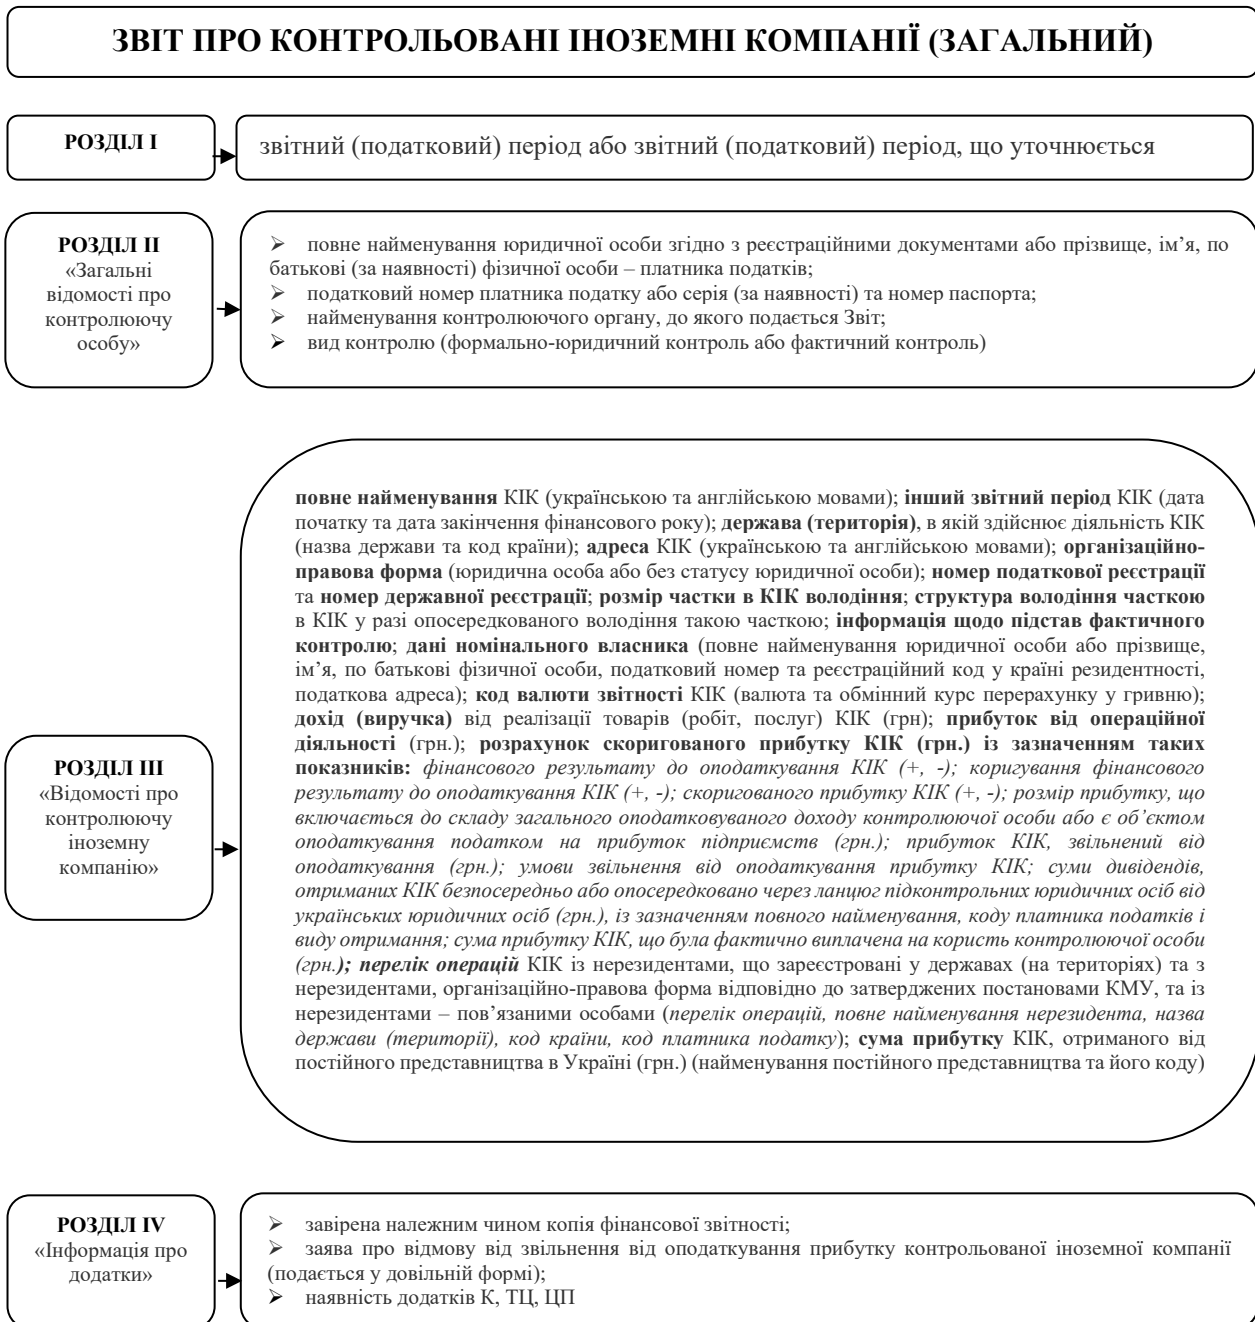 ЗВІТ ПРО КОНТРОЛЬОВАНІ ІНОЗЕМНІ КОМПАНІЇ (ЗАГАЛЬНИЙ)
РОЗДІЛ І
звітний (податковий) період або звітний (податковий) період, що уточнюється
РОЗДІЛ ІІ
«Загальні
відомості про
контролюючу
особу»
➢ повне найменування юридичної особи згідно з реєстраційними документами або прізвище, ім’я, по
батькові (за наявності) фізичної особи – платника податків;
➢ податковий номер платника податку або серія (за наявності) та номер паспорта;
➢ найменування контролюючого органу, до якого подається Звіт;
➢ вид контролю (формально-юридичний контроль або фактичний контроль)
РОЗДІЛ ІІІ
«Відомості про
контролюючу
іноземну
компанію»
повне найменування КІК (українською та англійською мовами); інший звітний період КІК (дата
початку та дата закінчення фінансового року); держава (територія), в якій здійснює діяльність КІК
(назва держави та код країни); адреса КІК (українською та англійською мовами); організаційно-
правова форма (юридична особа або без статусу юридичної особи); номер податкової реєстрації
та номер державної реєстрації; розмір частки в КІК володіння; структура володіння часткою
в КІК у разі опосередкованого володіння такою часткою; інформація щодо підстав фактичного
контролю; дані номінального власника (повне найменування юридичної особи або прізвище,
ім’я, по батькові фізичної особи, податковий номер та реєстраційний код у країні резидентності,
податкова адреса); код валюти звітності КІК (валюта та обмінний курс перерахунку у гривню);
дохід (виручка) від реалізації товарів (робіт, послуг) КІК (грн); прибуток від операційної
діяльності (грн.); розрахунок скоригованого прибутку КІК (грн.) із зазначенням таких
показників: фінансового результату до оподаткування КІК (+, -); коригування фінансового
результату до оподаткування КІК (+, -); скоригованого прибутку КІК (+, -); розмір прибутку, що
включається до складу загального оподатковуваного доходу контролюючої особи або є об’єктом
оподаткування податком на прибуток підприємств (грн.); прибуток КІК, звільнений від
оподаткування (грн.); умови звільнення від оподаткування прибутку КІК; суми дивідендів,
отриманих КІК безпосередньо або опосередковано через ланцюг підконтрольних юридичних осіб від
українських юридичних осіб (грн.), із зазначенням повного найменування, коду платника податків і
виду отримання; сума прибутку КІК, що була фактично виплачена на користь контролюючої особи
(грн.); перелік операцій КІК із нерезидентами, що зареєстровані у державах (на територіях) та з
нерезидентами, організаційно-правова форма відповідно до затверджених постановами КМУ, та із
нерезидентами – пов’язаними особами (перелік операцій, повне найменування нерезидента, назва
держави (території), код країни, код платника податку); сума прибутку КІК, отриманого від
постійного представництва в Україні (грн.) (найменування постійного представництва та його коду)
РОЗДІЛ IV
«Інформація про
додатки»
➢ завірена належним чином копія фінансової звітності;
➢ заява про відмову від звільнення від оподаткування прибутку контрольованої іноземної компанії
(подається у довільній формі);
➢ наявність додатків К, ТЦ, ЦП